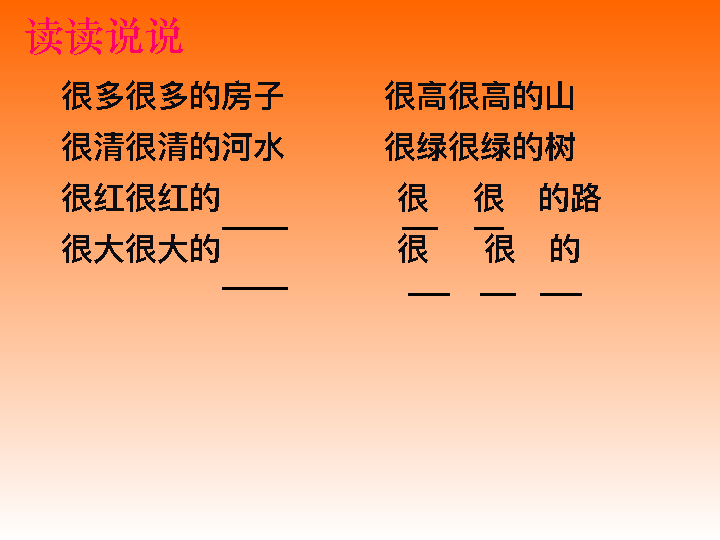 读读说说
很多很多的房子 很高很高的山
很清很清的河水 很绿很绿的树
很红很红的____ 很__很__的路
很大很大的____ 很__很__的__